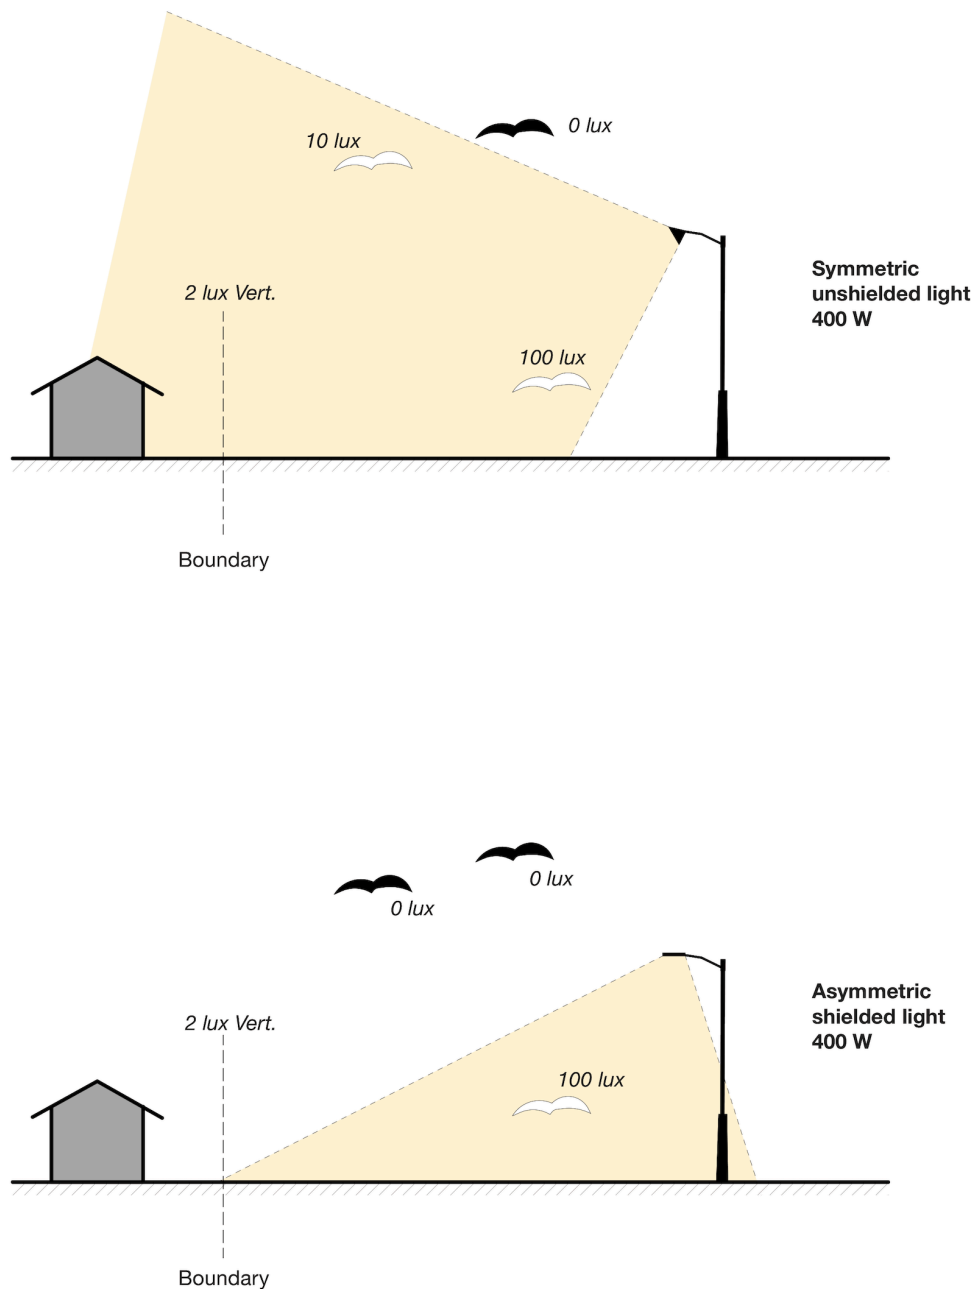 0 lux
10 lux
Symmetric
unshielded light
400 W
2 lux Vert.
100 lux
Boundary
0 lux
0 lux
Asymmetric
shielded light
400 W
2 lux Vert.
100 lux
Boundary